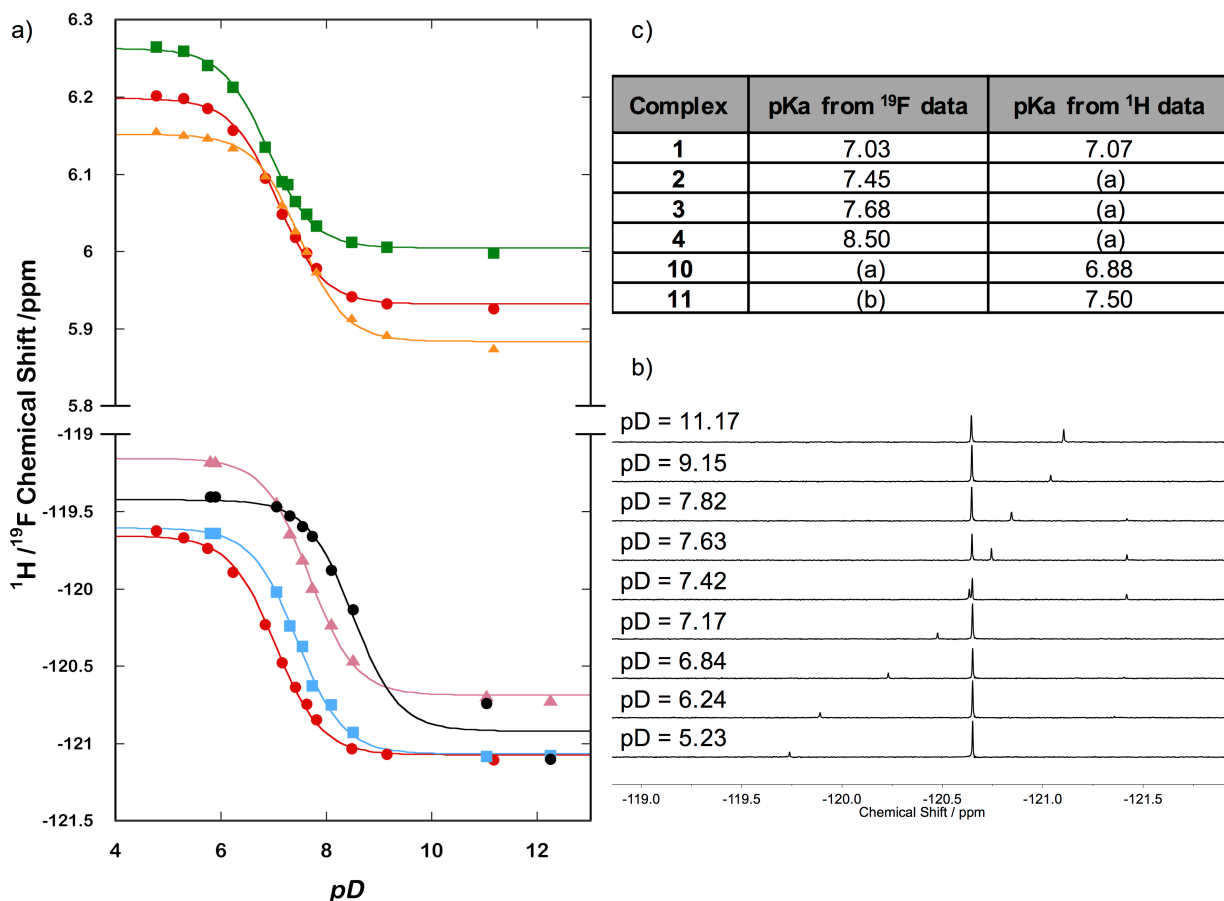 a)
6.3
6.2
6.1
6
5.9
5.8
-119
-119.5
-120
-120.5
-121
-121.5
¹H /¹⁹F Chemical Shift /ppm
4 6 8 10 12
pD
c)
Complex pKa from ¹⁹F data pKa from ¹H data
1 7.03 7.07
2 7.45 (a)
3 7.68 (a)
4 8.50 (a)
10 (a) 6.88
11 (b) 7.50
b)
pD = 11.17
pD = 9.15
pD = 7.82
pD = 7.63
pD = 7.42
pD = 7.17
pD = 6.84
pD = 6.24
pD = 5.23
-119.0 -119.5 -120.0 -120.5 -121.0 -121.5
Chemical Shift / ppm